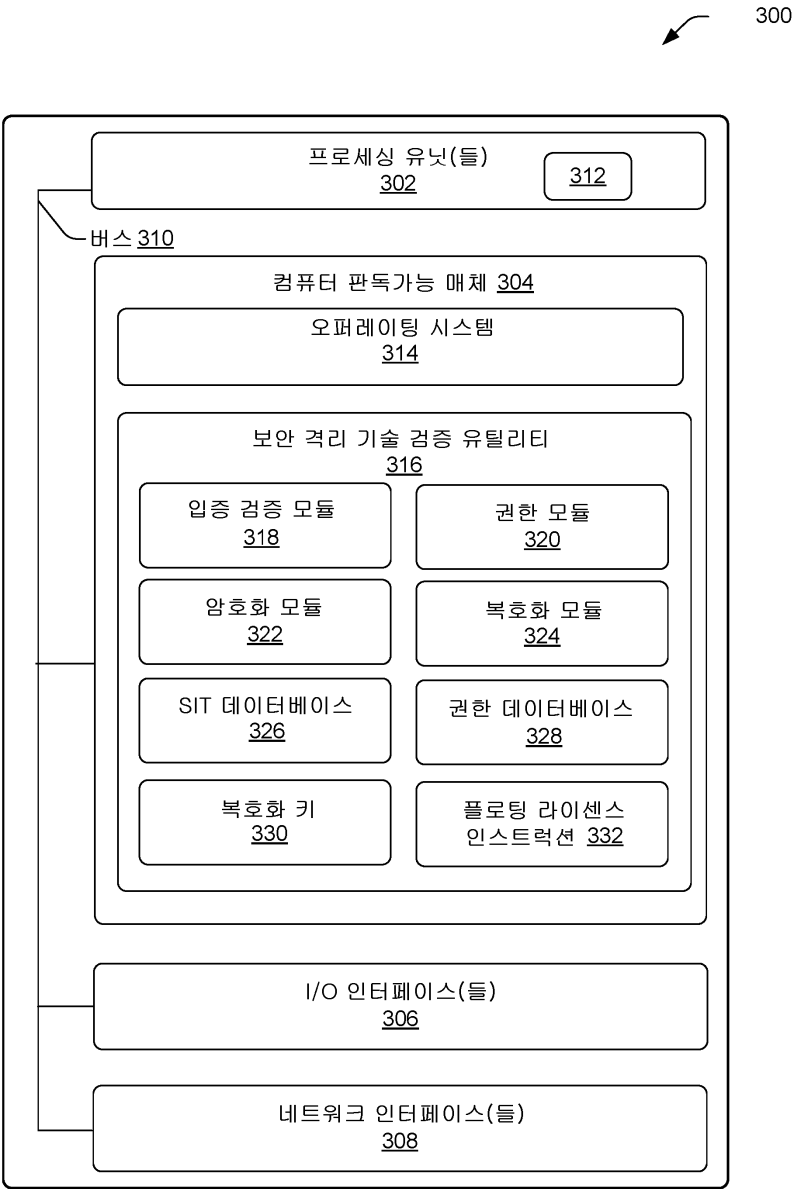 300
프로세싱 유닛(들)
302
312
버스 310
컴퓨터 판독가능 매체 304
오퍼레이팅 시스템
314
보안 격리 기술 검증 유틸리티
316
입증 검증 모듈
318
권한 모듈
320
암호화 모듈
322
복호화 모듈
324
SIT 데이터베이스
326
권한 데이터베이스
328
복호화 키
330
플로팅 라이센스
인스트럭션 332
I/O 인터페이스(들)
306
네트워크 인터페이스(들)
308